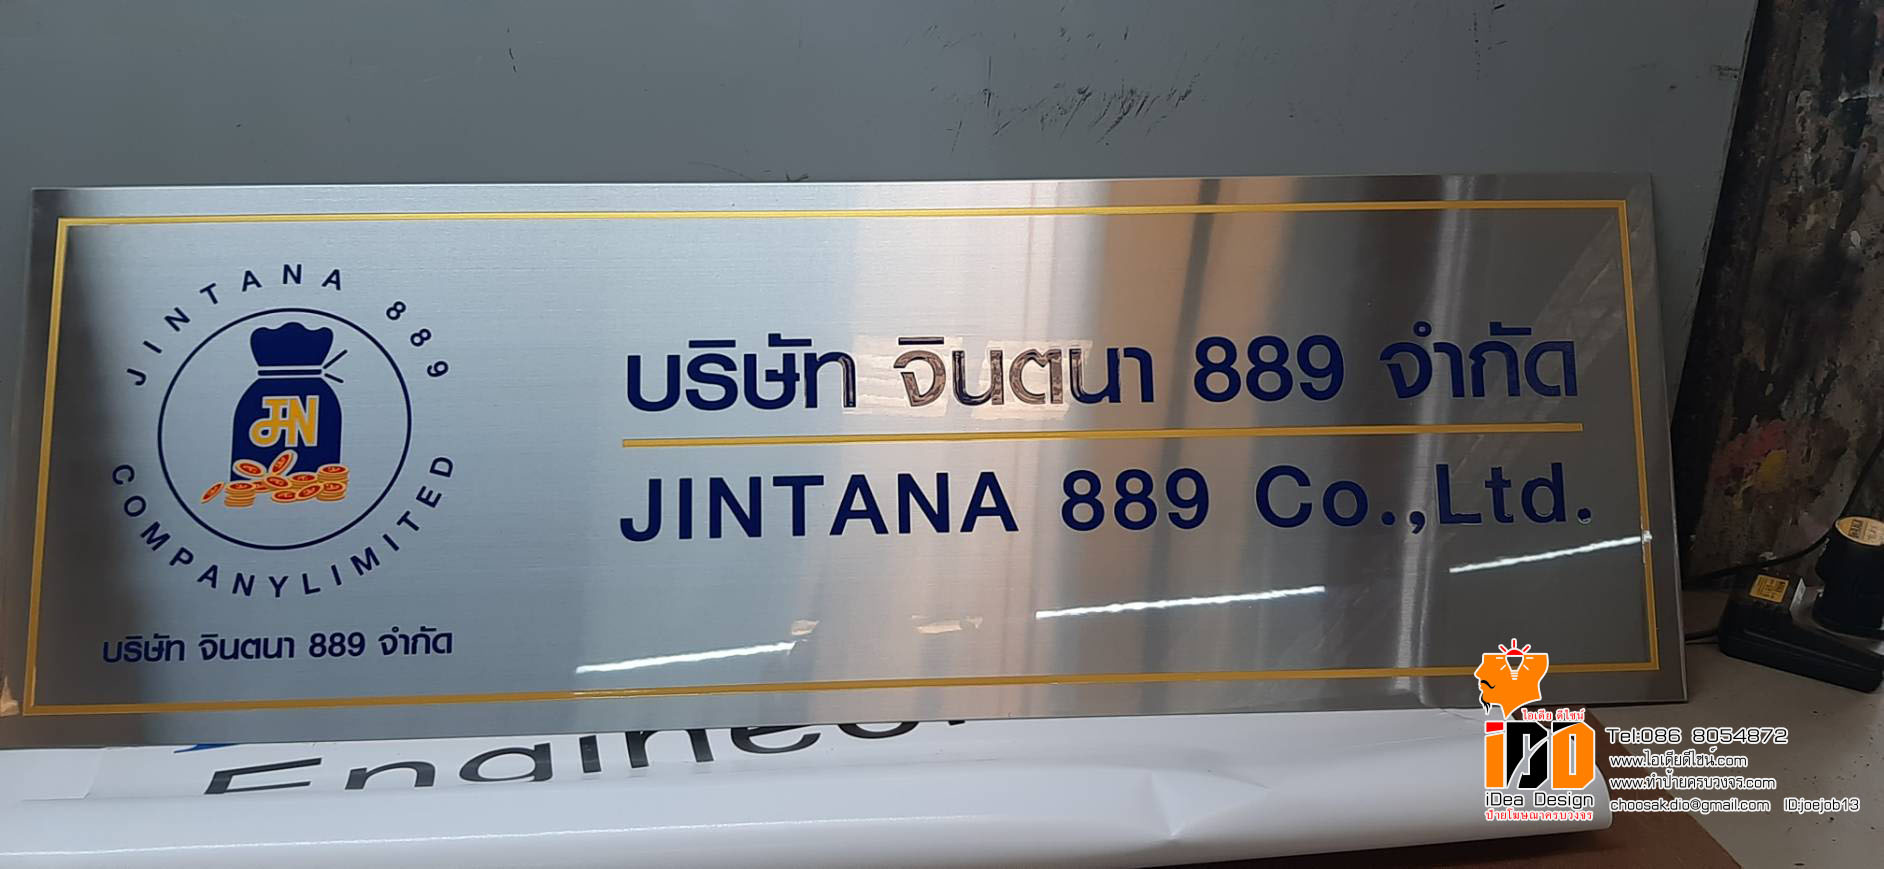 JINTANA 889
JN
COMPANYLIMITED
บริษัท จินตนา 889 จำกัด
บริษัท จินตนา 889 จำกัด
JINTANA 889 Co.,Ltd.
Engineer
ไอเดีย ดีไซน์
iDD
iDea Design
ป้ายโฆษณาครบวงจร
Tel:086 8054872
www.ไอเดียดีไซน์.com
www.ทำป้ายครบวงจร.com
choosak.dio@gmail.com ID:joejob13